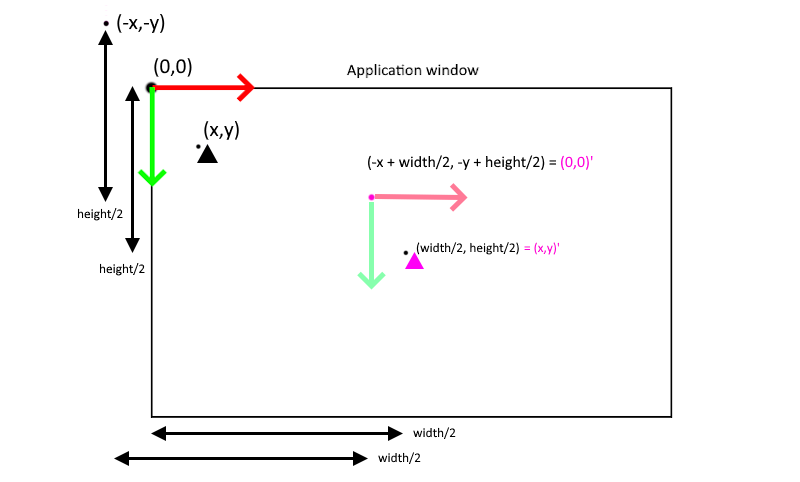 (-x,-y)
(0,0)
Application window
(x,y)
(-x + width/2, -y + height/2) = (0,0)'
height/2
(width/2, height/2) = (x,y)'
height/2
width/2
width/2